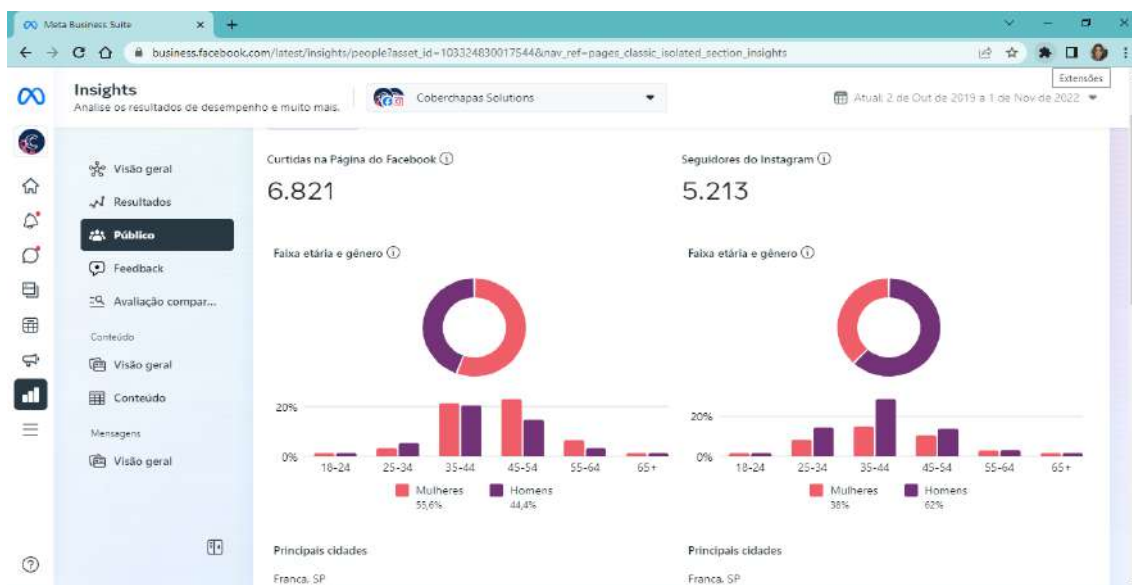 Meta Business Suite
business.facebook.com/latest/insights/people?asset_id=103324830017544&nav_ref=pages_classic_isolated_section_insights
Extensões
Insights
Analise os resultados de desempenho e muito mais.
Coberchapas Solutions
Atual: 2 de Out de 2019 a 1 de Nov de 2022
Visão geral
Resultados
Público
Feedback
Avaliação compar...
Conteúdo
Visão geral
Conteúdo
Mensagens
Visão geral
Curtidas na Página do Facebook
6.821
Faixa etária e gênero
20%
0%
18-24 25-34 35-44 45-54 55-64 65+
Mulheres Homens
55,6% 44,4%
Principais cidades
Franca, SP
Seguidores do Instagram
5.213
Faixa etária e gênero
20%
0%
18-24 25-34 35-44 45-54 55-64 65+
Mulheres Homens
38% 62%
Principais cidades
Franca, SP